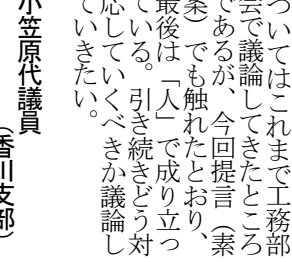 ついてはこれまで工務部
会で議論してきたところ
であるが、今回提言（素
案）でも触れたとおり、
最後は「人」で成り立っ
ている。引き続きどう対
応していくべきか議論し
ていきたい。
小笠原代議員
（香川支部）